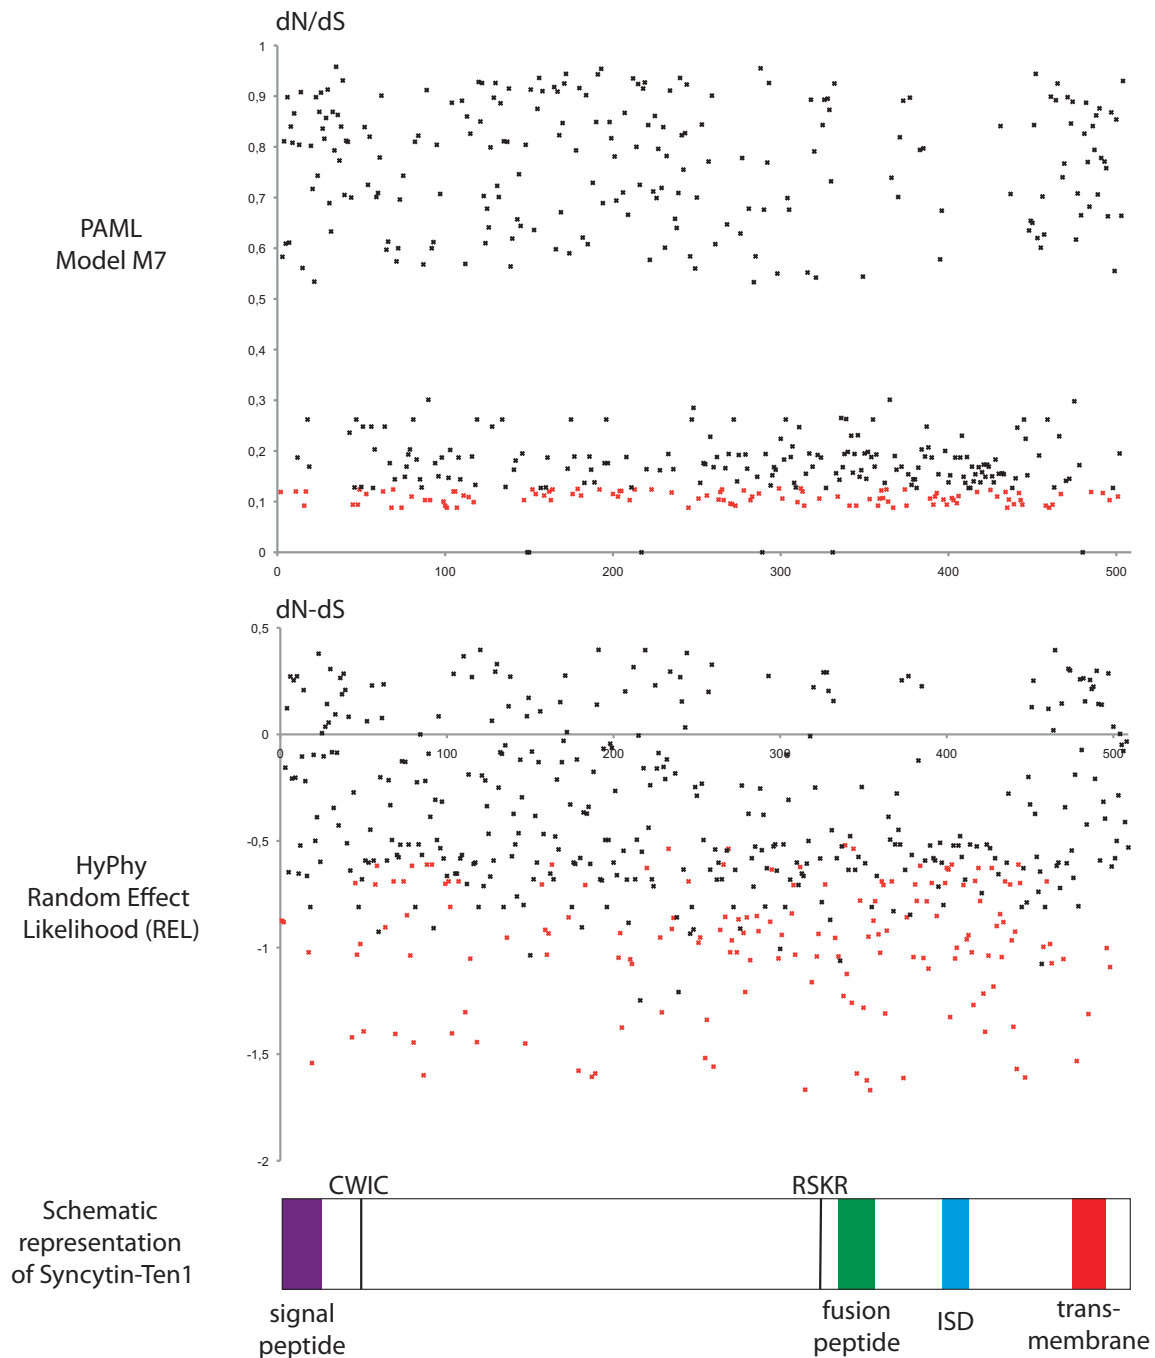 dN/dS
1
0,9
0,8
0,7
0,6
0,5
0,4
0,3
0,2
0,1
0
0 100 200 300 400 500
PAML
Model M7
dN-dS
0,5
0
-0,5
-1
-1,5
-2
0 100 200 300 400 500
HyPhy
Random Effect
Likelihood (REL)
CWIC RSKR
Schematic
representation
of Syncytin-Ten1
signal
peptide
fusion
peptide
ISD
trans-
membrane